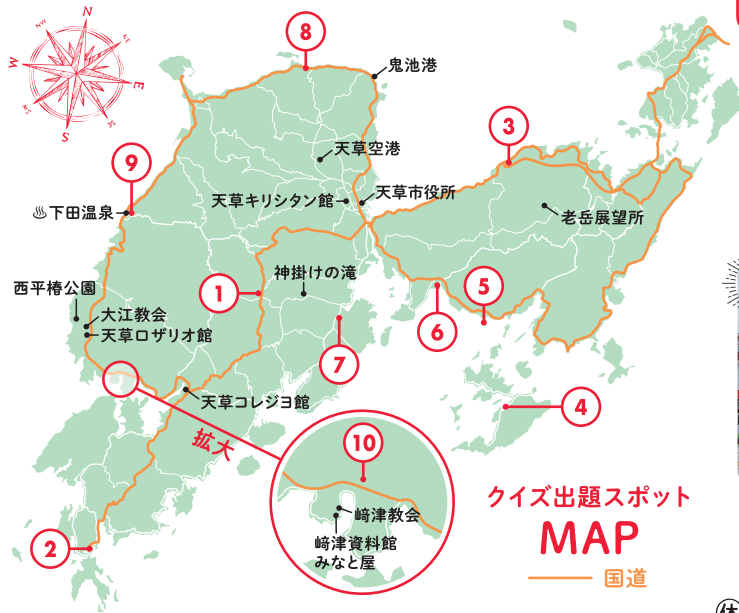 N
NW
NE
W
E
SW
SE
S
8
鬼池港
3
9
天草空港
天草キリシタン館
天草市役所
下田温泉
老岳展望所
神掛けの滝
西平椿公園
1
5
大江教会
6
天草ロザリオ館
7
天草コレジヨ館
4
拡大
10
クイズ出題スポット
MAP
﨑津教会
﨑津資料館
みなと屋
2
国道